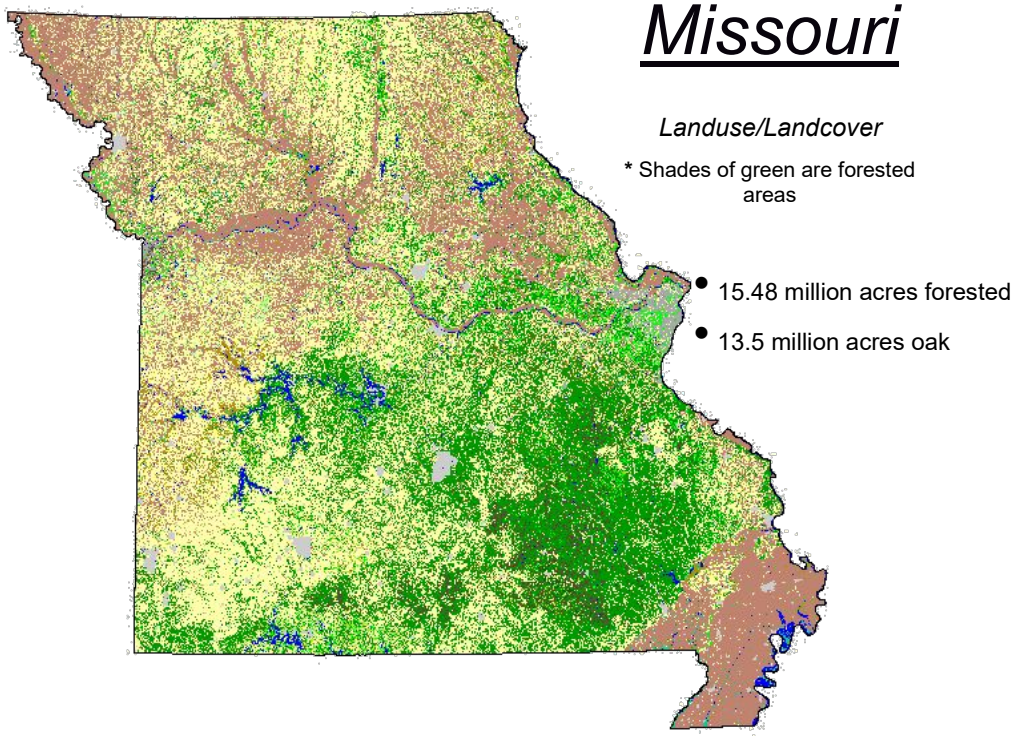 Missouri
Landuse/Landcover
* Shades of green are forested
areas
• 15.48 million acres forested
• 13.5 million acres oak